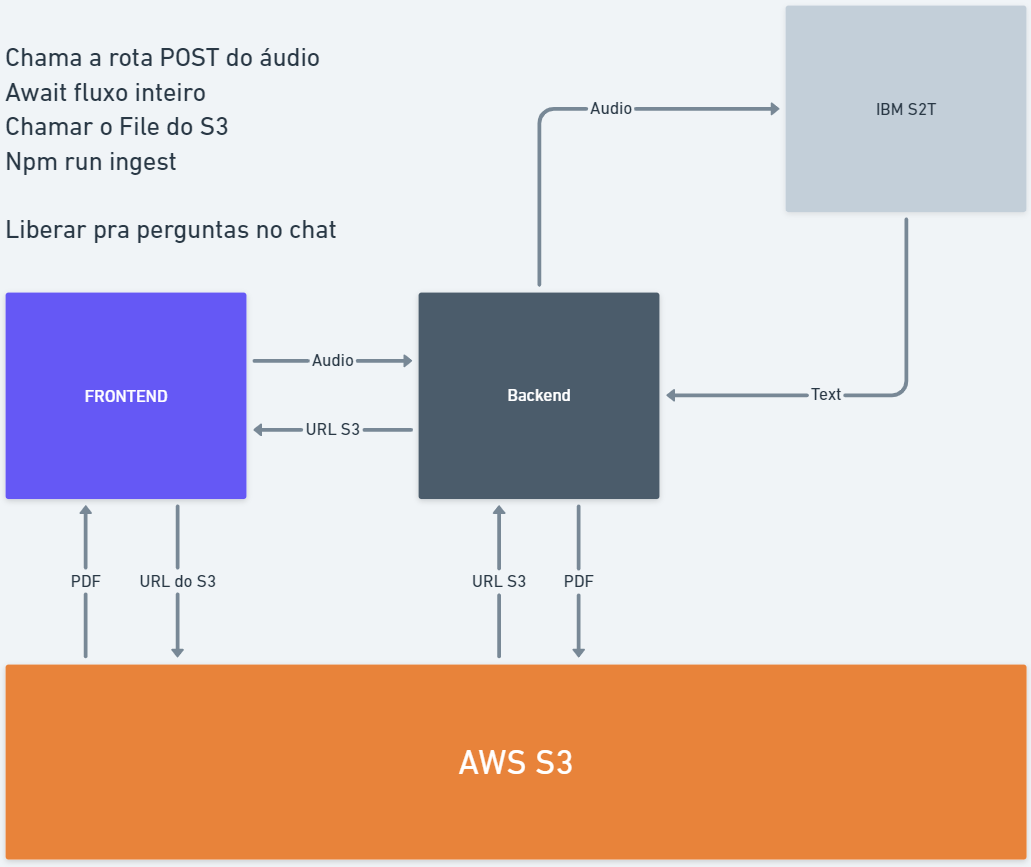 Chama a rota POST do áudio
Await fluxo inteiro
Chamar o File do S3
Npm run ingest
Liberar pra perguntas no chat
Audio
IBM S2T
FRONTEND
Audio
URL S3
Backend
Text
PDF
URL do S3
URL S3
PDF
AWS S3